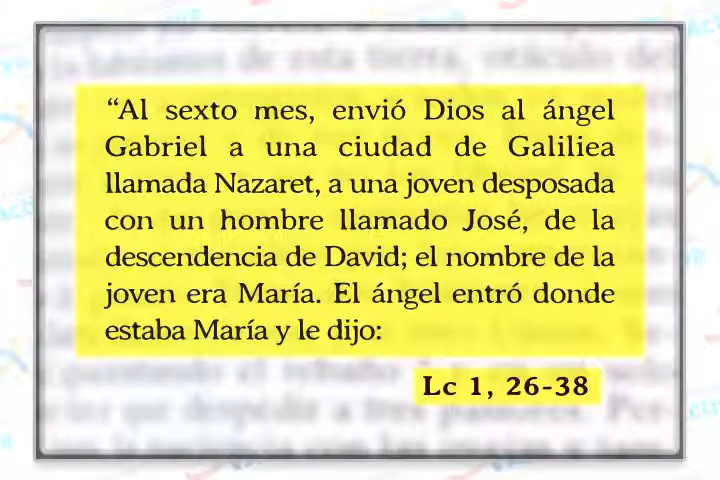 “Al sexto mes, envió Dios al ángel
Gabriel a una ciudad de Galiliea
llamada Nazaret, a una joven desposada
con un hombre llamado José, de la
descendencia de David; el nombre de la
joven era María. El ángel entró donde
estaba María y le dijo:
Lc 1, 26-38